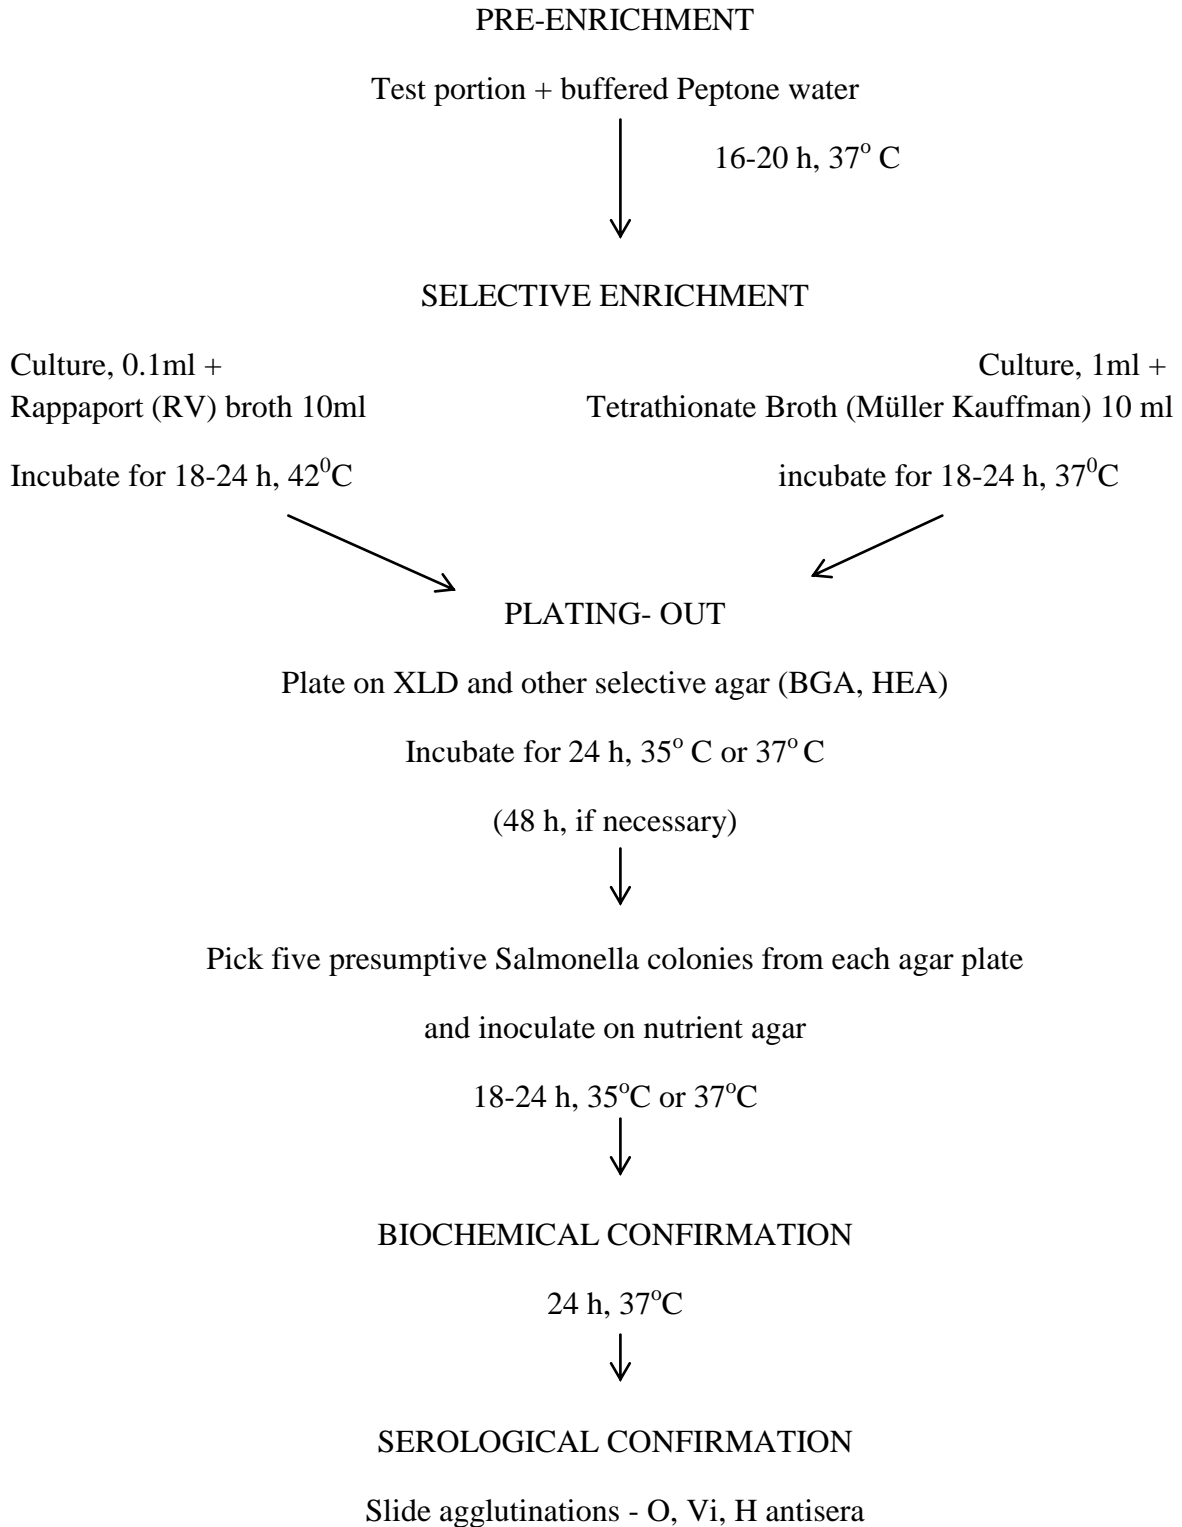 PRE-ENRICHMENT
Test portion + buffered Peptone water
16-20 h, 37° C
SELECTIVE ENRICHMENT
Culture, 0.1ml +
Rappaport (RV) broth 10ml
Incubate for 18-24 h, 42⁰C
Culture, 1ml +
Tetrathionate Broth (Müller Kauffman) 10 ml
incubate for 18-24 h, 37⁰C
PLATING- OUT
Plate on XLD and other selective agar (BGA, HEA)
Incubate for 24 h, 35° C or 37° C
(48 h, if necessary)
Pick five presumptive Salmonella colonies from each agar plate
and inoculate on nutrient agar
18-24 h, 35°C or 37°C
BIOCHEMICAL CONFIRMATION
24 h, 37°C
SEROLOGICAL CONFIRMATION
Slide agglutinations - O, Vi, H antisera